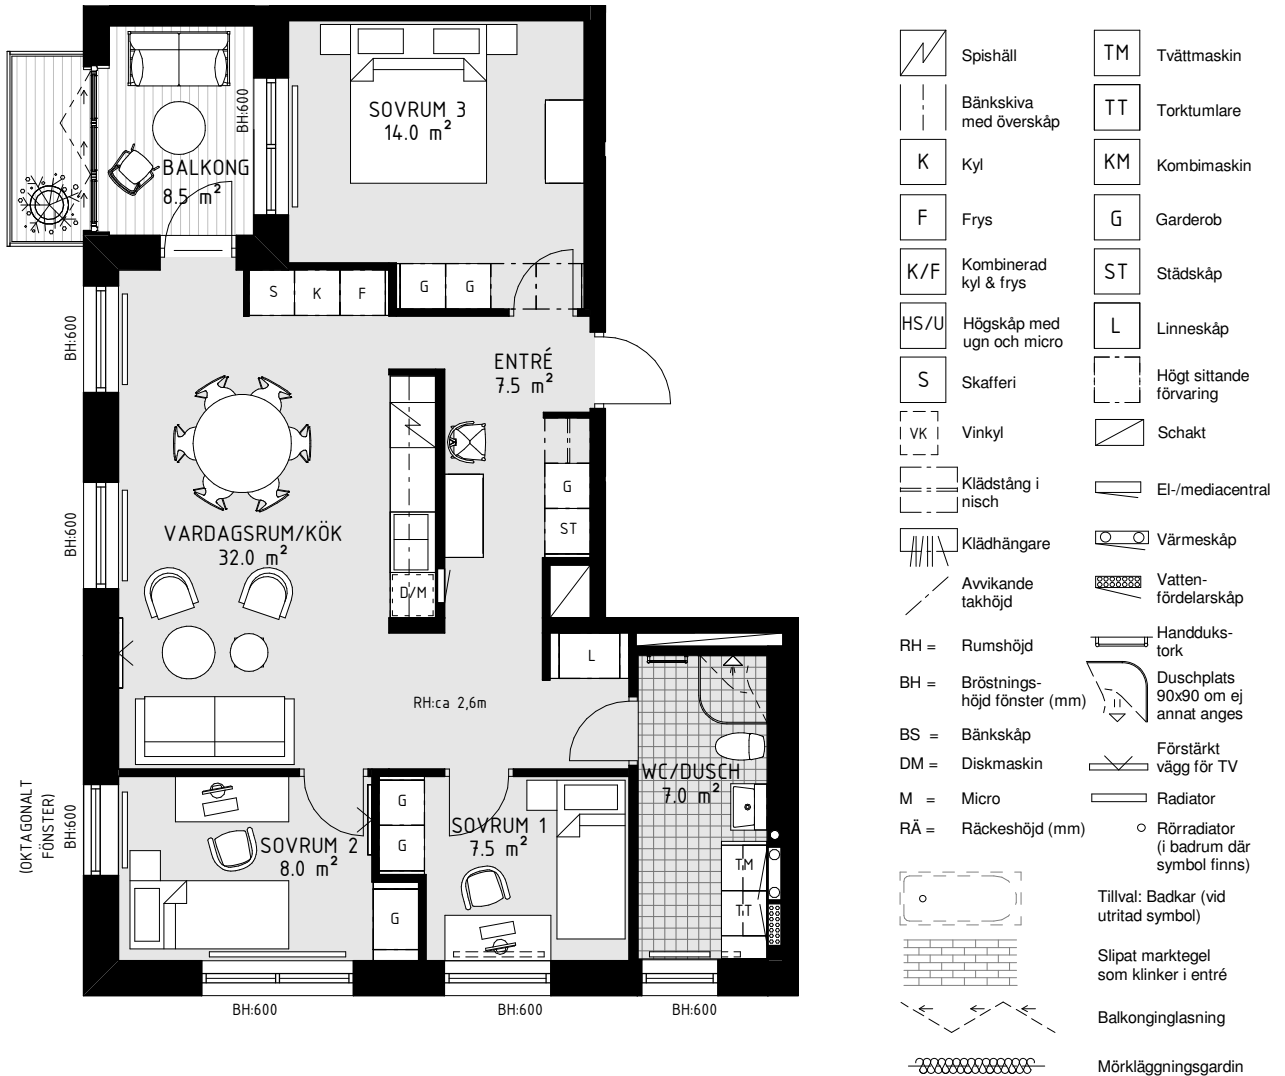 SOVRUM 3
14.0 m²
BALKONG
8.5 m²
BH:600
S
K
F
G
G
ENTRÉ
7.5 m²
BH:600
G
ST
BH:600
VARDAGSRUM/KÖK
32.0 m²
D/M
L
RH:ca 2,6m
WC/DUSCH
7.0 m²
(OKTAGONALT
FÖNSTER)
BH:600
SOVRUM 2
8.0 m²
G
G
G
SOVRUM 1
7.5 m²
TM
TT
BH:600
BH:600
BH:600
Spishäll
Bänkskiva
med överskåp
K
Kyl
F
Frys
K/F
Kombinerad
kyl & frys
HS/U
Högskåp med
ugn och micro
S
Skafferi
VK
Vinkyl
Klädstång i
nisch
Klädhängare
Avvikande
takhöjd
RH =
Rumshöjd
BH =
Bröstnings-
höjd fönster (mm)
BS =
Bänkskåp
DM =
Diskmaskin
M =
Micro
RÄ =
Räckeshöjd (mm)
TM
Tvättmaskin
TT
Torktumlare
KM
Kombimaskin
G
Garderob
ST
Städskåp
L
Linneskåp
Högt sittande
förvaring
Schakt
El-/mediacentral
Värmeskåp
Vatten-
fördelarskåp
Handduks-
tork
Duschplats
90x90 om ej
annat anges
Förstärkt
vägg för TV
Radiator
Rörradiator
(i badrum där
symbol finns)
Tillval: Badkar (vid
utritad symbol)
Slipat marktegel
som klinker i entré
Balkonginglasning
Mörkläggningsgardin